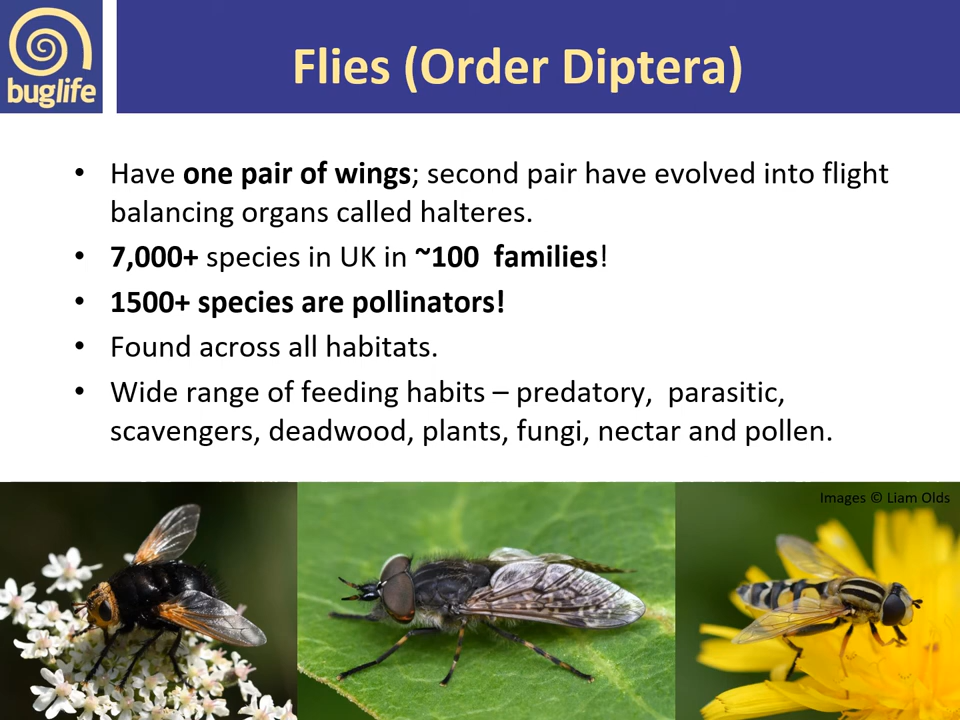 buglife
Flies (Order Diptera)
• Have one pair of wings; second pair have evolved into flight
balancing organs called halteres.
• 7,000+ species in UK in ~100  families!
• 1500+ species are pollinators!
• Found across all habitats.
• Wide range of feeding habits – predatory,  parasitic,
scavengers, deadwood, plants, fungi, nectar and pollen.
Images © Liam Olds